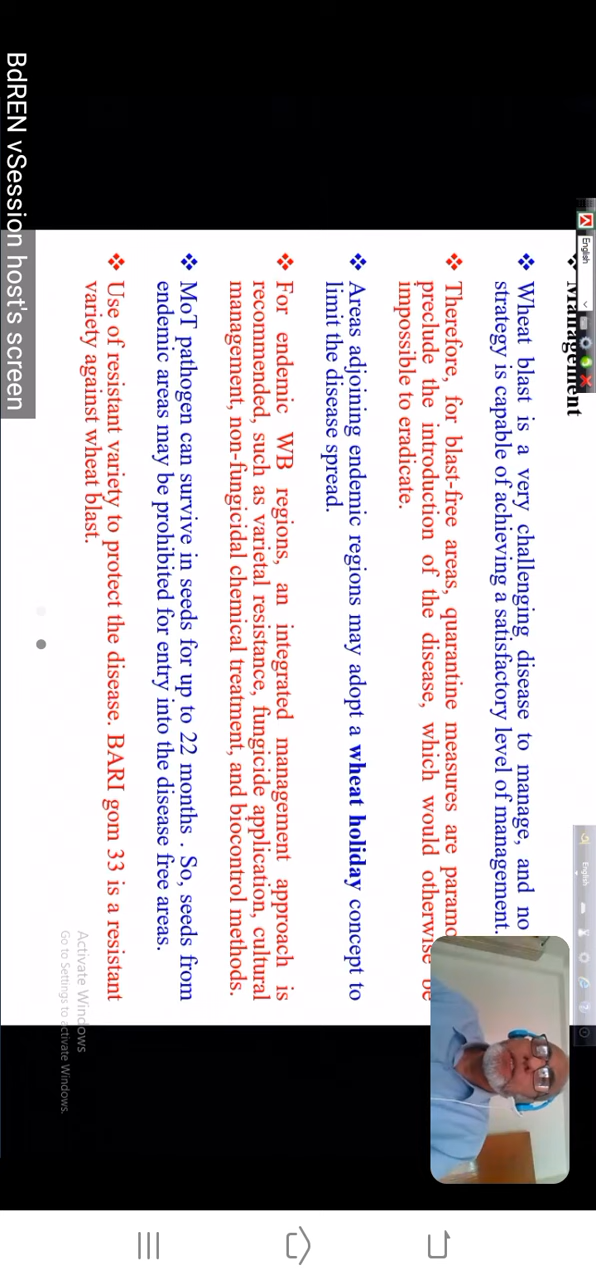 Management
Wheat blast is a very challenging disease to manage, and no
strategy is capable of achieving a satisfactory level of management.
Therefore, for blast-free areas, quarantine measures are
preclude the introduction of the disease, which would otherwise be
impossible to eradicate.
Areas adjoining endemic regions may adopt a wheat holiday concept to
limit the disease spread.
For endemic WB regions, an integrated management approach is
recommended, such as varietal resistance, fungicide application, cultural
management, non-fungicidal chemical treatment, and biocontrol methods.
MoT pathogen can survive in seeds for up to 22 months . So, seeds from
endemic areas may be prohibited for entry into the disease free areas.
Use of resistant variety to protect the disease. BARI gom 33 is a resistant
variety against wheat blast.
English
English
Activate Windows
Go to Settings to activate Windows.
BdREN vSession host's screen